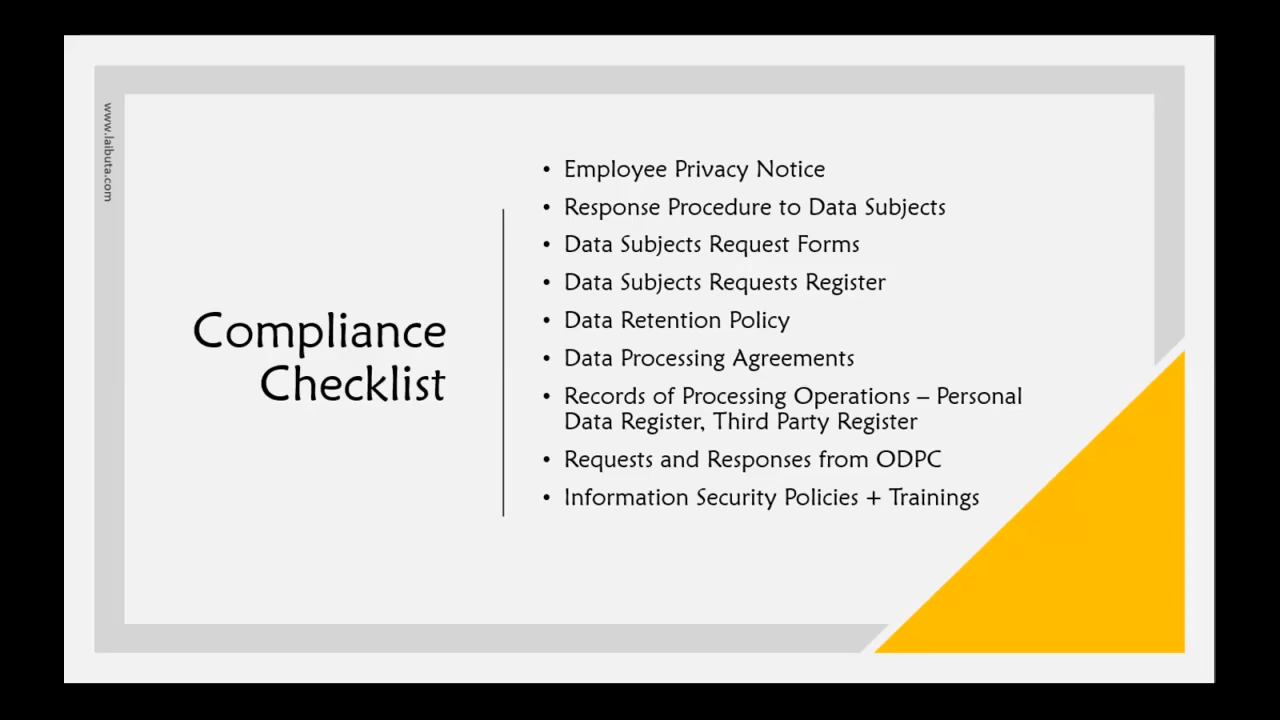 www.laibuta.com
Compliance
Checklist
• Employee Privacy Notice
• Response Procedure to Data Subjects
• Data Subjects Request Forms
• Data Subjects Requests Register
• Data Retention Policy
• Data Processing Agreements
• Records of Processing Operations – Personal
Data Register, Third Party Register
• Requests and Responses from ODPC
• Information Security Policies + Trainings